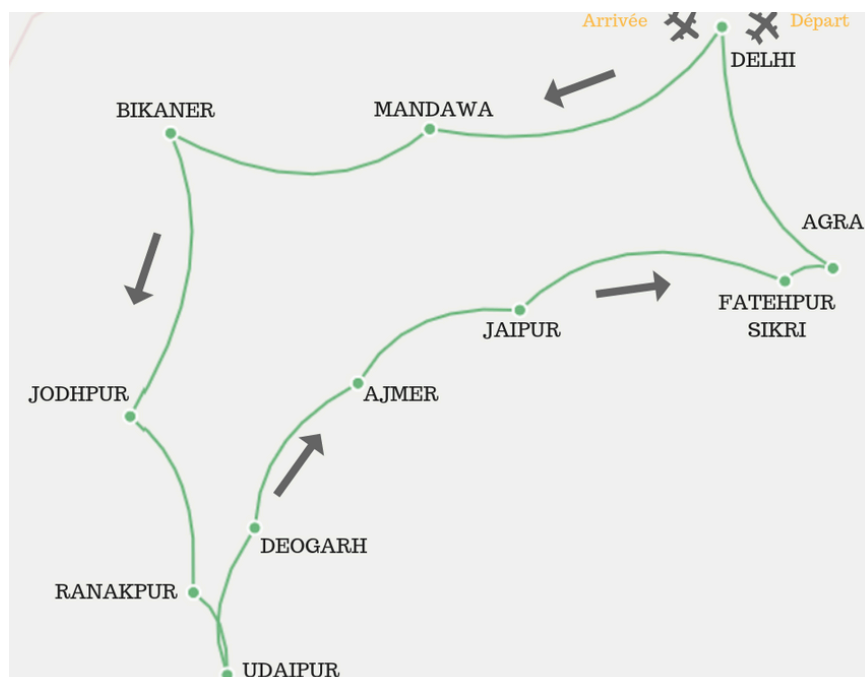 Arrivée
Départ
DELHI
BIKANER
MANDAWA
AGRA
FATEHPUR
SIKRI
JAIPUR
JODHPUR
AJMER
DEOGARH
RANAKPUR
UDAIPUR